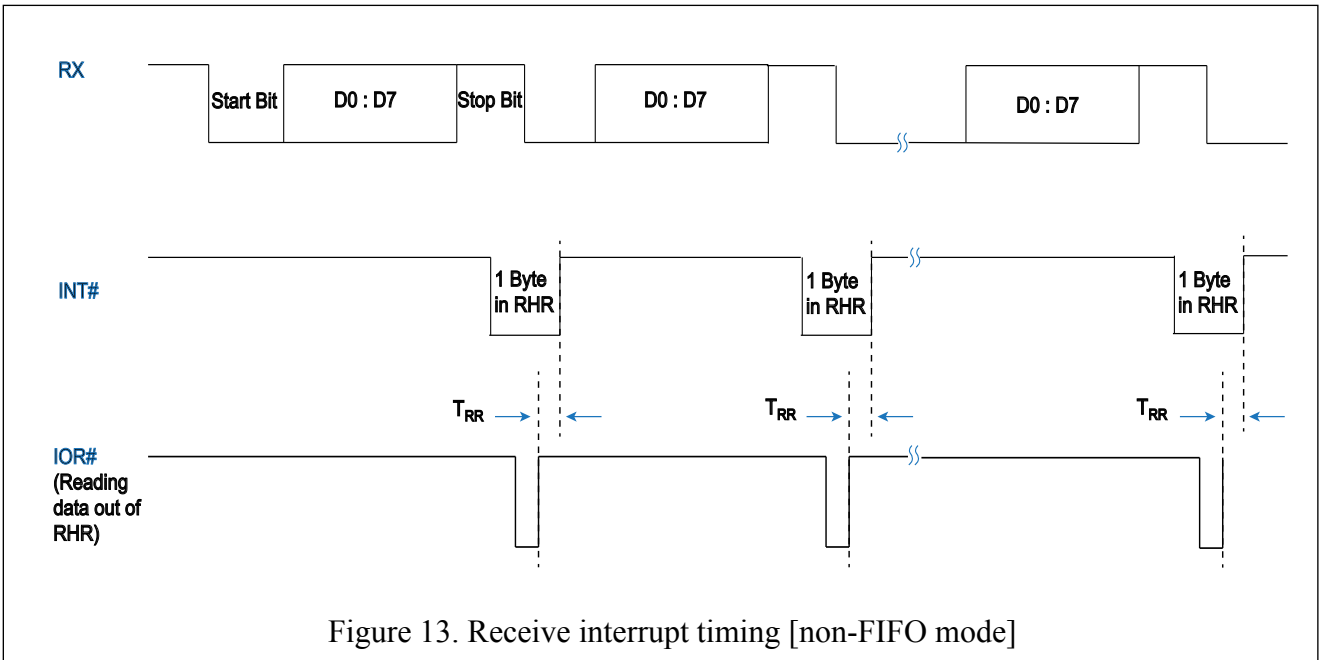 RX
Start Bit
D0 : D7
Stop Bit
D0 : D7
D0 : D7
INT#
1 Byte
in RHR
1 Byte
in RHR
1 Byte
in RHR
TRR
TRR
TRR
IOR#
(Reading
data out of
RHR)
Figure 13. Receive interrupt timing [non-FIFO mode]